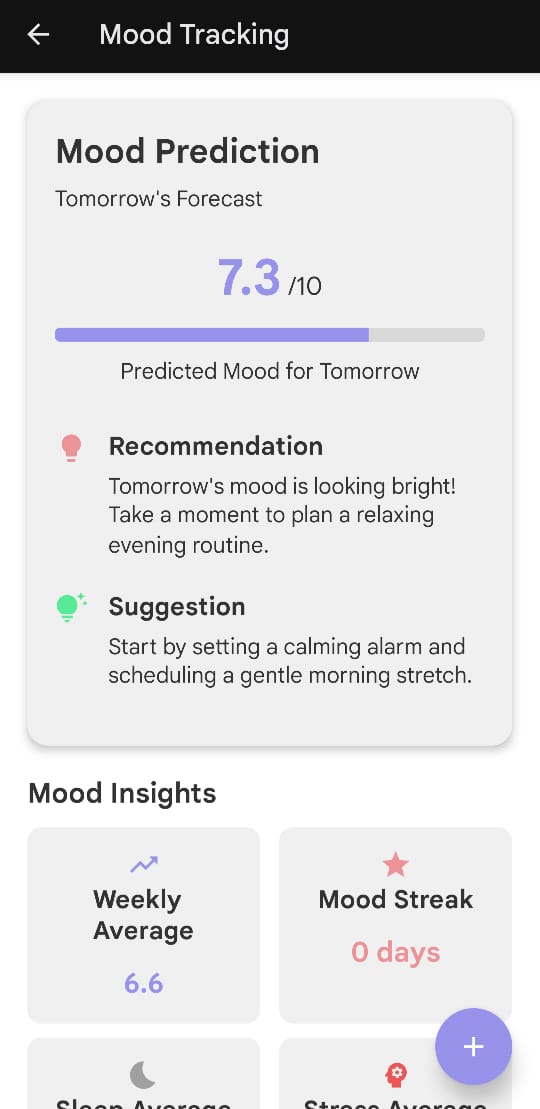 Mood Tracking
Mood Prediction
Tomorrow's Forecast
7.3 /10
Predicted Mood for Tomorrow
Recommendation
Tomorrow's mood is looking bright!
Take a moment to plan a relaxing
evening routine.
Suggestion
Start by setting a calming alarm and
scheduling a gentle morning stretch.
Mood Insights
Weekly
Average
6.6
Mood Streak
0 days
Sleep Average
Stress Average